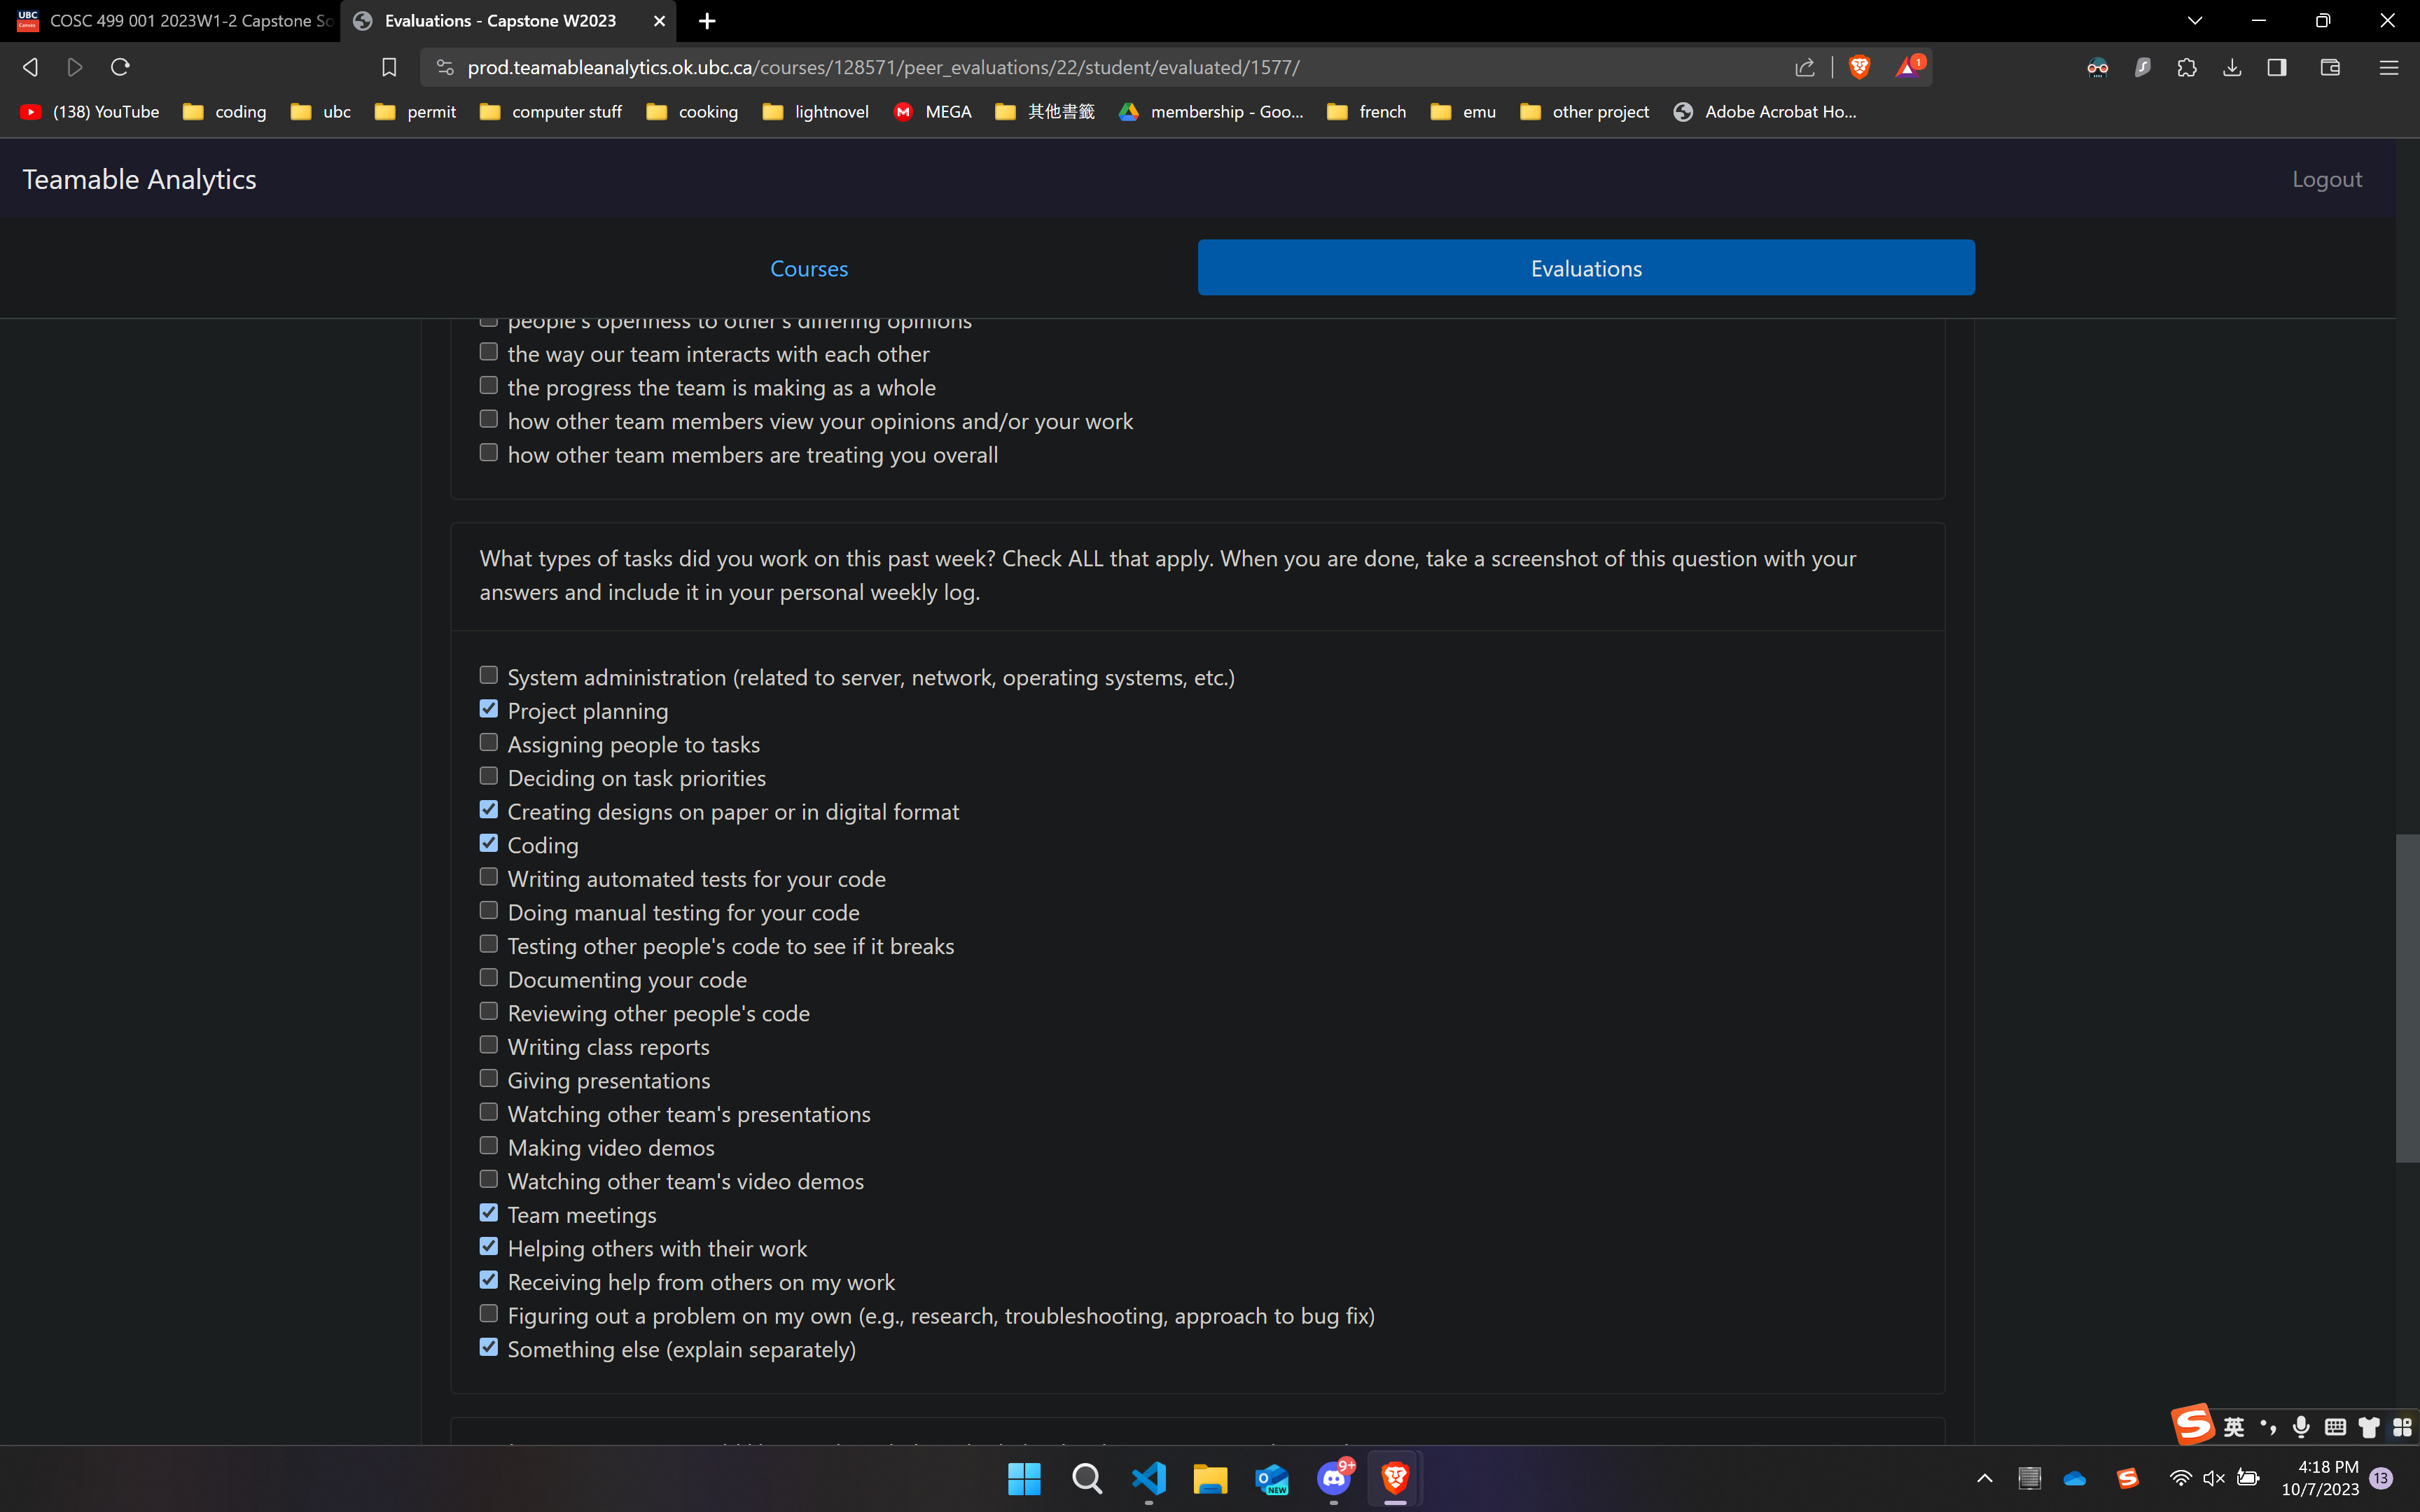 COSC 499 001 2023W1-2 Capstone So
Evaluations - Capstone W2023
prod.teamableanalytics.ok.ubc.ca/courses/128571/peer_evaluations/22/student/evaluated/1577/
1
(138) YouTube
coding
ubc
permit
computer stuff
cooking
lightnovel
MEGA
其他書籤
membership - Goo...
french
emu
other project
Adobe Acrobat Ho...
Teamable Analytics
Logout
Courses
Evaluations
people's openness to other's differing opinions
the way our team interacts with each other
the progress the team is making as a whole
how other team members view your opinions and/or your work
how other team members are treating you overall
What types of tasks did you work on this past week? Check ALL that apply. When you are done, take a screenshot of this question with your
answers and include it in your personal weekly log.
System administration (related to server, network, operating systems, etc.)
Project planning
Assigning people to tasks
Deciding on task priorities
Creating designs on paper or in digital format
Coding
Writing automated tests for your code
Doing manual testing for your code
Testing other people's code to see if it breaks
Documenting your code
Reviewing other people's code
Writing class reports
Giving presentations
Watching other team's presentations
Making video demos
Watching other team's video demos
Team meetings
Helping others with their work
Receiving help from others on my work
Figuring out a problem on my own (e.g., research, troubleshooting, approach to bug fix)
Something else (explain separately)
英
NEW
9+
4:18 PM
10/7/2023
13